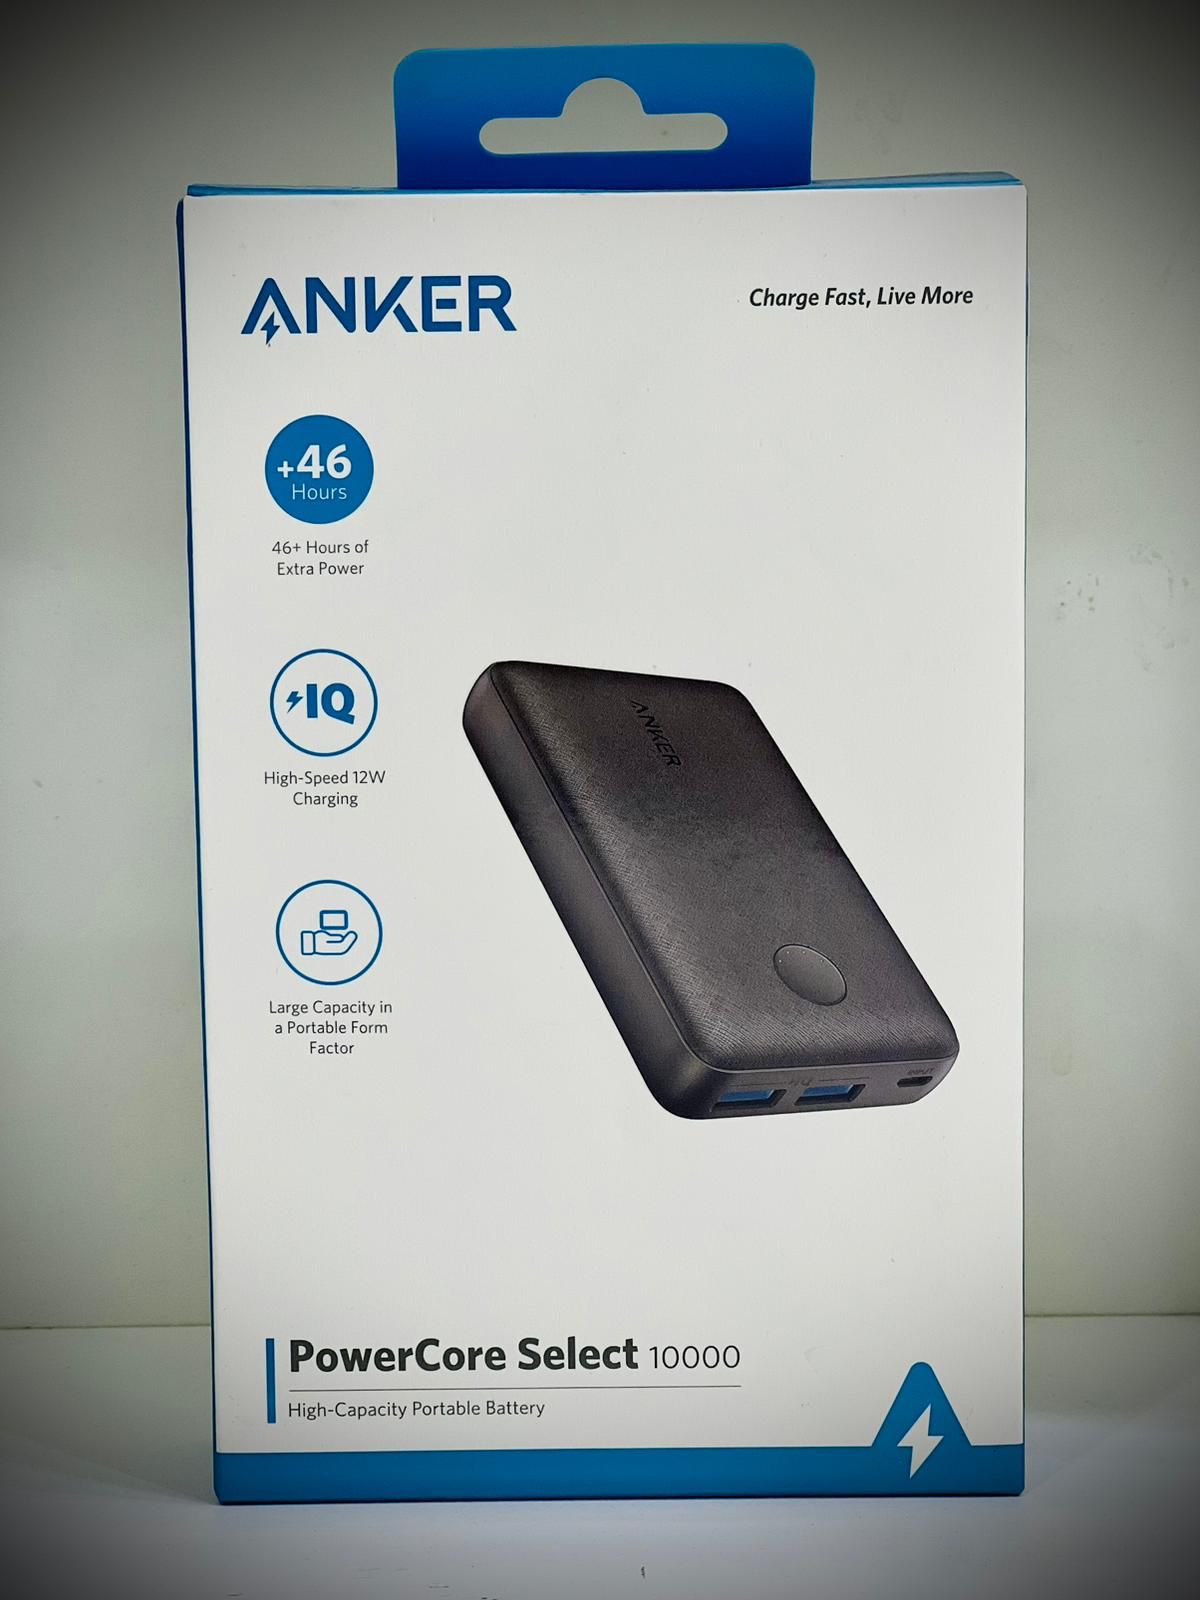 ANKER
Charge Fast, Live More
+46
Hours
46+ Hours of
Extra Power
IQ
High-Speed 12W
Charging
Large Capacity in
a Portable Form
Factor
ANKER
INPUT
PowerCore Select 10000
High-Capacity Portable Battery